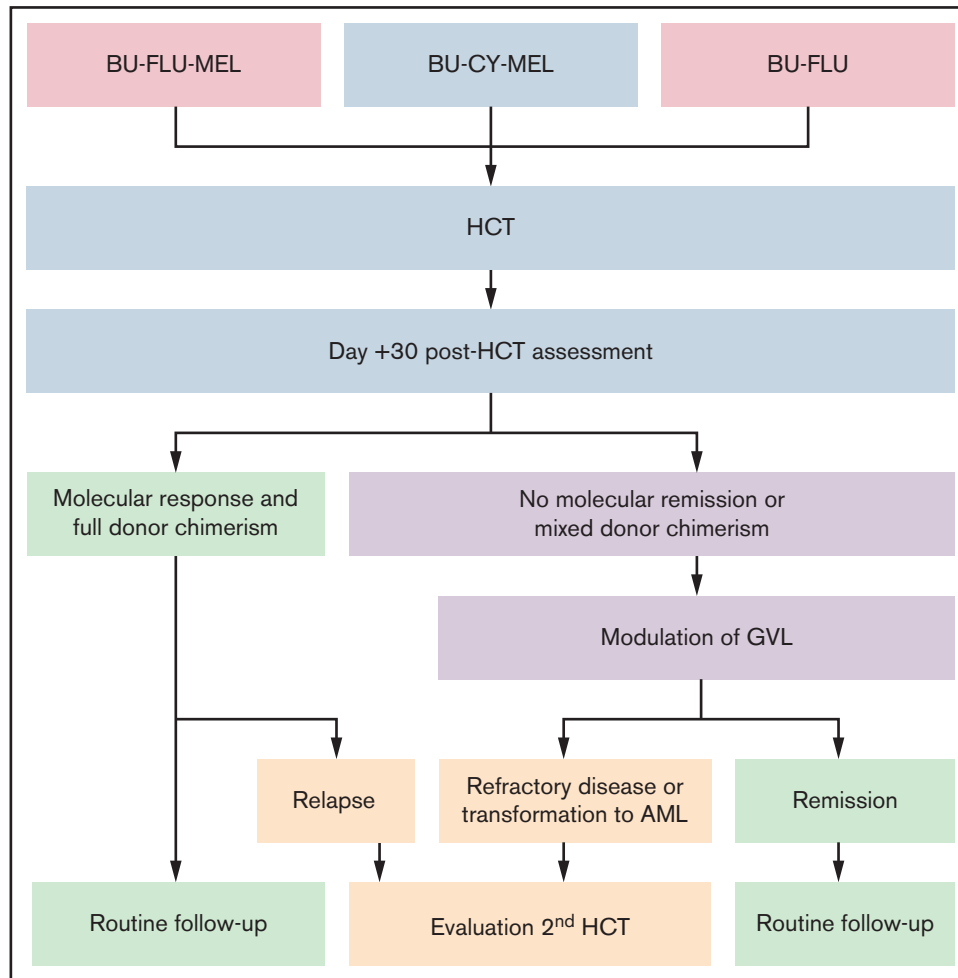 BU-FLU-MEL
BU-CY-MEL
BU-FLU
HCT
Day +30 post-HCT assessment
Molecular response and
full donor chimerism
No molecular remission or
mixed donor chimerism
Modulation of GVL
Relapse
Refractory disease or
transformation to AML
Remission
Routine follow-up
Evaluation 2nd HCT
Routine follow-up